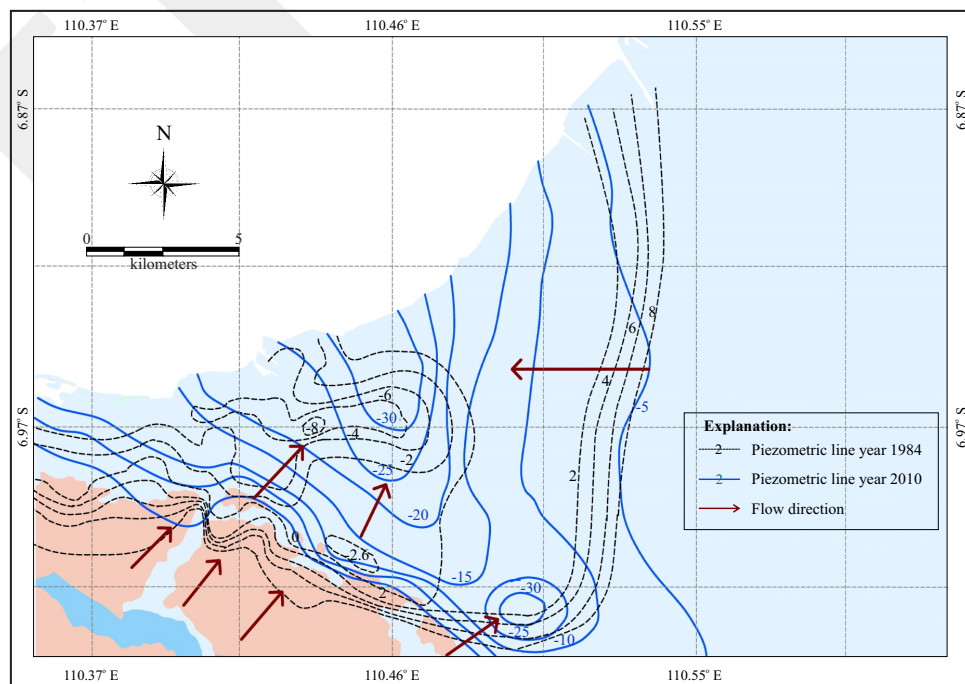 110.37° E 110.46° E 110.55° E
6.87° S 6.87° S
N
0 5
kilometers
8
6
4
-6
-30
-8
-4
-5
6.97° S 6.97° S
-2
-25
2
-20
0
-2.6
-15
2
-30
-25
-10
Explanation:
2 Piezometric line year 1984
2 Piezometric line year 2010
Flow direction
110.37° E 110.46° E 110.55° E